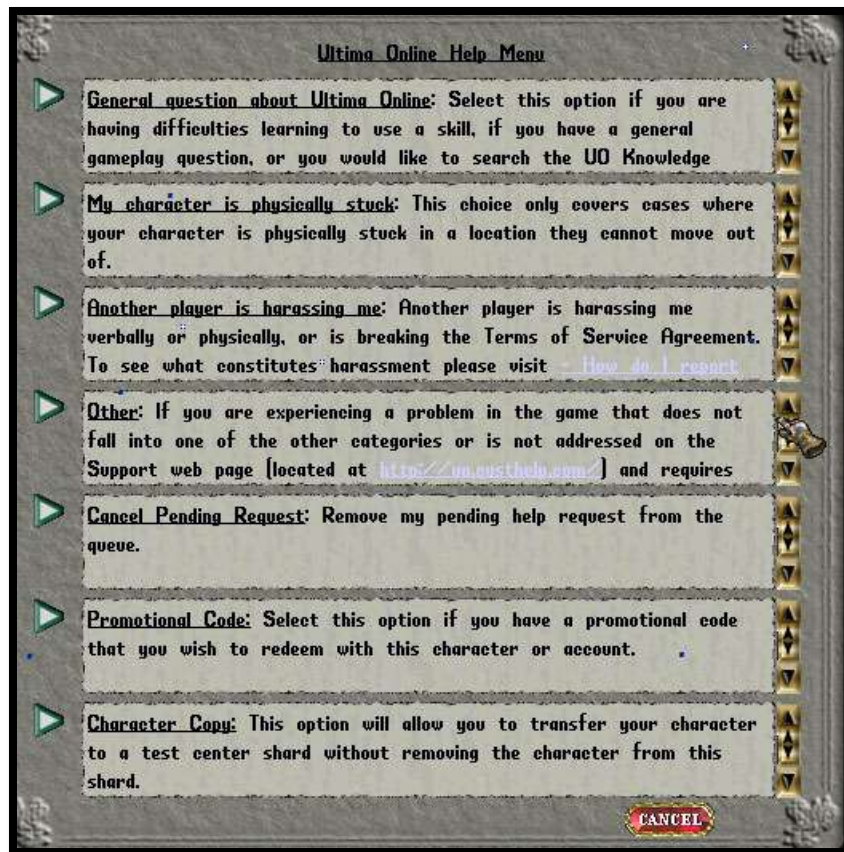 Ultima Online Help Menu
General question about Ultima Online: Select this option if you are
having difficulties learning to use a skill, if you have a general
gameplay question, or you would like to search the UO Knowledge
My character is physically stuck: This choice only covers cases where
your character is physically stuck in a location they cannot move out
of.
Another player is harassing me: Another player is harassing me
verbally or physically, or is breaking the Terms of Service Agreement.
To see what constitutes harassment please visit - How do I report
Other: If you are experiencing a problem in the game that does not
fall into one of the other categories or is not addressed on the
Support web page (located at http://uo.custhelp.com/) and requires
Cancel Pending Request: Remove my pending help request from the
queue.
Promotional Code: Select this option if you have a promotional code
that you wish to redeem with this character or account.
Character Copy: This option will allow you to transfer your character
to a test center shard without removing the character from this
shard.
CANCEL